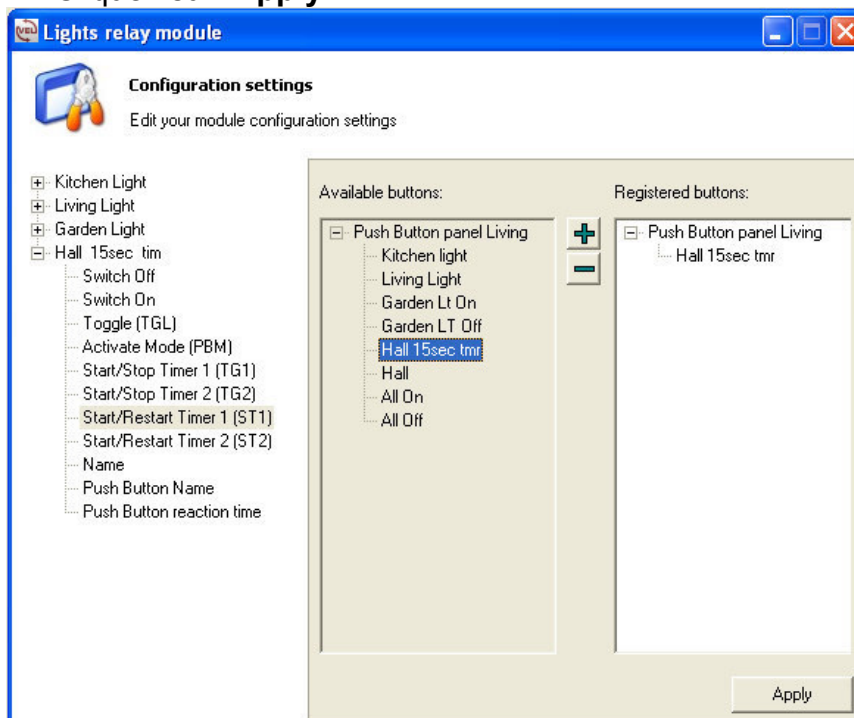 Apply
Lights relay module
Configuration settings
Edit your module configuration settings
Kitchen Light
Living Light
Garden Light
Hall 15sec tim
Switch Off
Switch On
Toggle (TGL)
Activate Mode (PBM)
Start/Stop Timer 1 (TG1)
Start/Stop Timer 2 (TG2)
Start/Restart Timer 1 (ST1)
Start/Restart Timer 2 (ST2)
Name
Push Button Name
Push Button reaction time
Available buttons:
Push Button panel Living
Kitchen light
Living Light
Garden Lt On
Garden LT Off
Hall 15sec tmr
Hall
All On
All Off
Registered buttons:
Push Button panel Living
Hall 15sec tmr
Apply